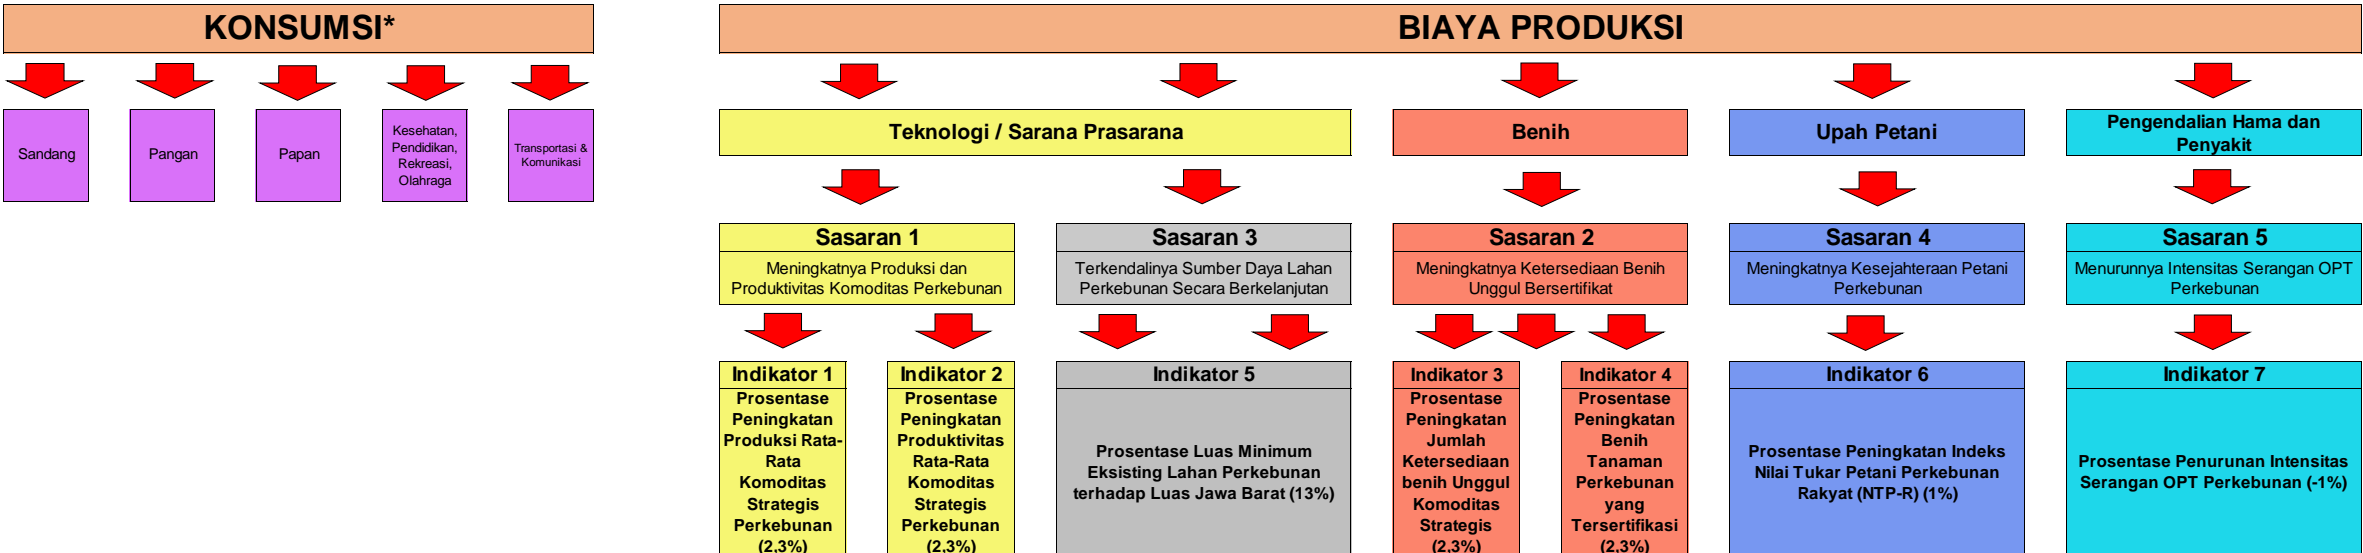 KONSUMSI*
BIAYA PRODUKSI
Sandang
Pangan
Papan
Kesehatan,
Pendidikan,
Rekreasi,
Olahraga
Transportasi &
Komunikasi
Teknologi / Sarana Prasarana
Benih
Upah Petani
Pengendalian Hama dan
Penyakit
Sasaran 1
Meningkatnya Produksi dan
Produktivitas Komoditas Perkebunan
Sasaran 3
Terkendalinya Sumber Daya Lahan
Perkebunan Secara Berkelanjutan
Sasaran 2
Meningkatnya Ketersediaan Benih
Unggul Bersertifikat
Sasaran 4
Meningkatnya Kesejahteraan Petani
Perkebunan
Sasaran 5
Menurunnya Intensitas Serangan OPT
Perkebunan
Indikator 1
Prosentase
Peningkatan
Produksi Rata-
Rata
Komoditas
Strategis
Perkebunan
(2,3%)
Indikator 2
Prosentase
Peningkatan
Produktivitas
Rata-Rata
Komoditas
Strategis
Perkebunan
(2,3%)
Indikator 5
Prosentase Luas Minimum
Eksisting Lahan Perkebunan
terhadap Luas Jawa Barat (13%)
Indikator 3
Prosentase
Peningkatan
Jumlah
Ketersediaan
benih Unggul
Komoditas
Strategis
(2,3%)
Indikator 4
Prosentase
Peningkatan
Benih
Tanaman
Perkebunan
yang
Tersertifikasi
(2,3%)
Indikator 6
Prosentase Peningkatan Indeks
Nilai Tukar Petani Perkebunan
Rakyat (NTP-R) (1%)
Indikator 7
Prosentase Penurunan Intensitas
Serangan OPT Perkebunan (-1%)